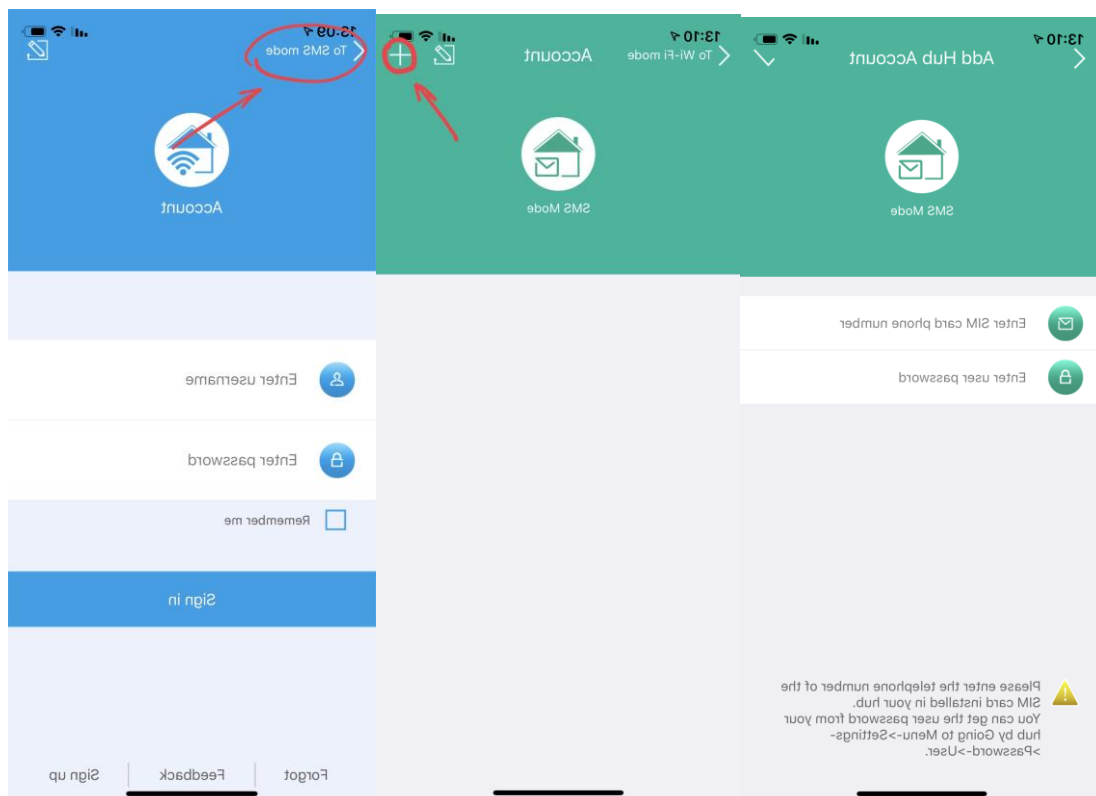 13:09
To SMS mode
Account
Enter username
Enter password
Remember me
Sign in
Forgot
Feedback
Sign up
13:10
To Wi-Fi mode
Account
SMS Mode
13:10
Add Hub Account
SMS Mode
Enter SIM card phone number
Enter user password
Please enter the telephone number of the
SIM card installed in your hub.
You can get the user password from your
hub by Going to Menu->Settings-
>Password->User.